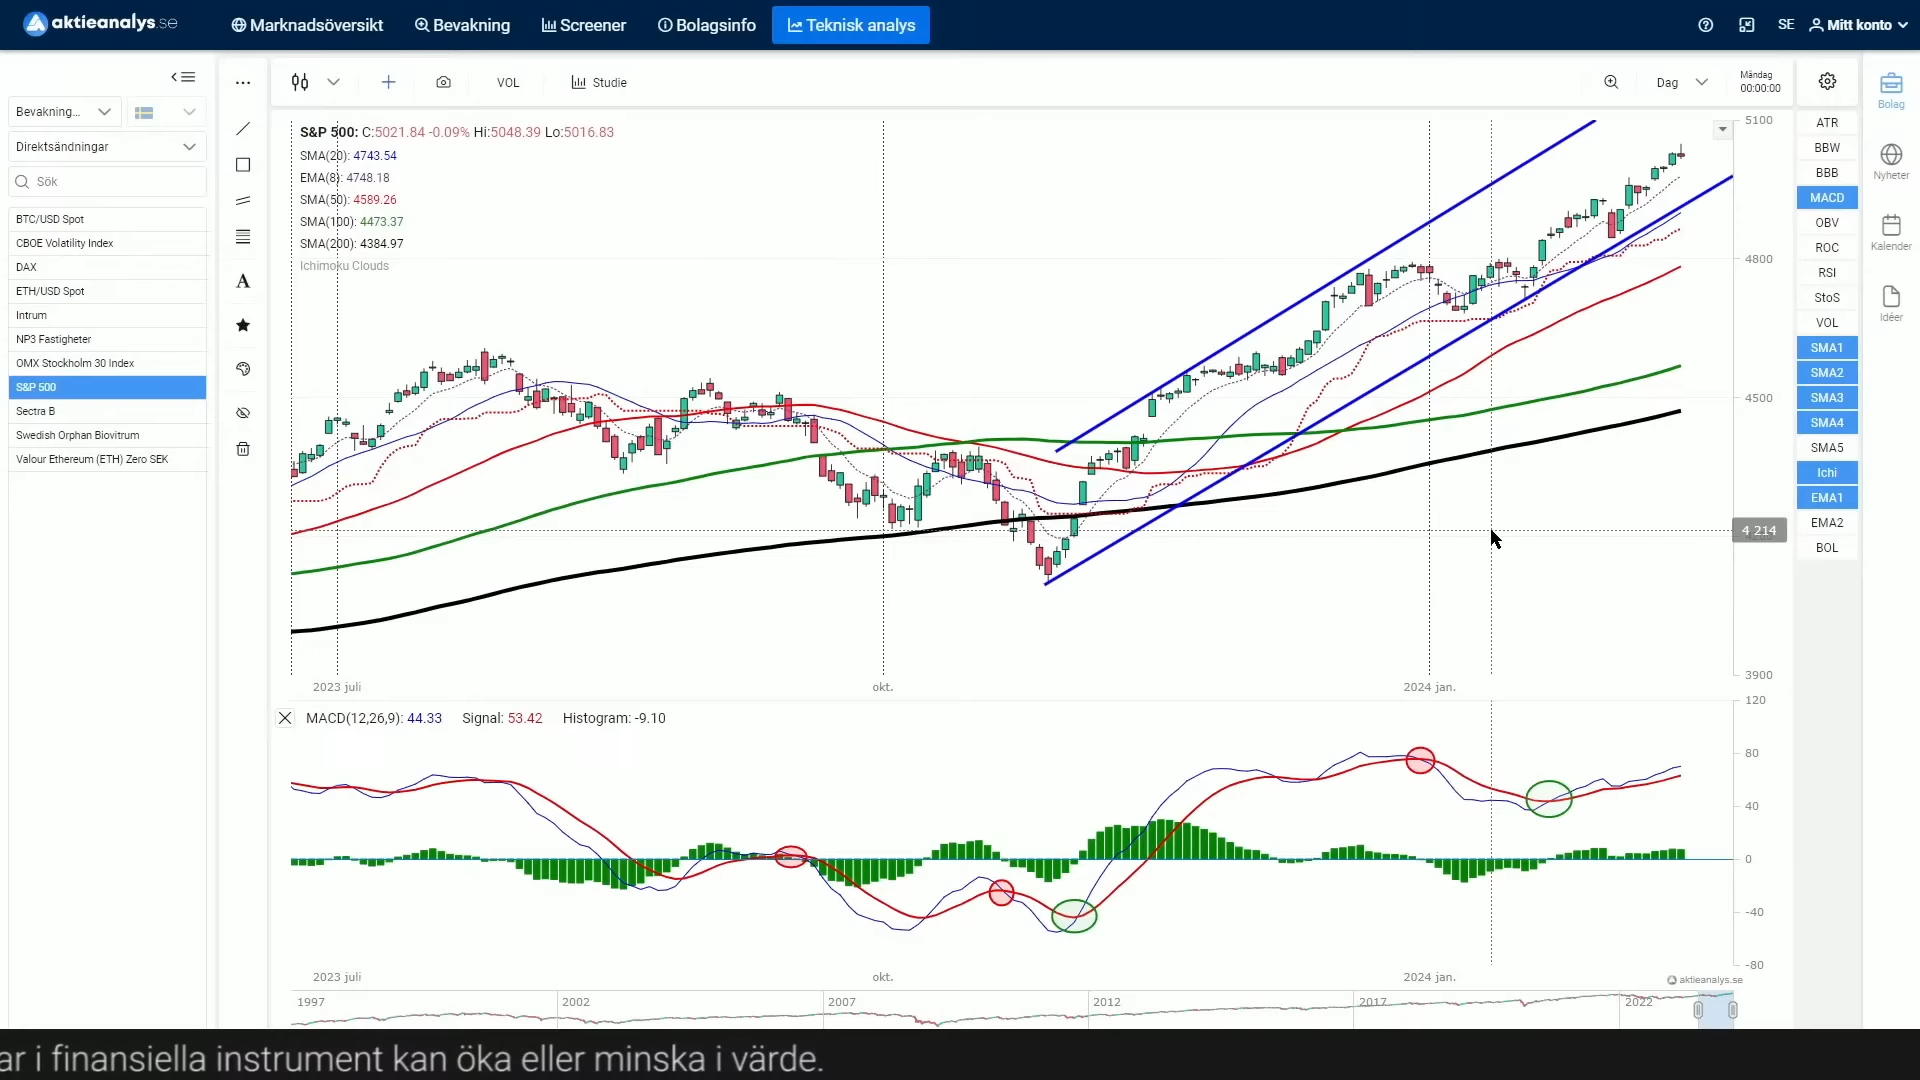 aktieanalys.se
Marknadsöversikt
Bevakning
Screener
Bolagsinfo
Teknisk analys
SE
Mitt konto
Bevakning...
Direktsändningar
Sök
BTC/USD Spot
CBOE Volatility Index
DAX
ETH/USD Spot
Intrum
NP3 Fastigheter
OMX Stockholm 30 Index
S&P 500
Sectra B
Swedish Orphan Biovitrum
Valour Ethereum (ETH) Zero SEK
A
VOL
Studie
Dag
Måndag
00:00:00
S&P 500: C:5021.84 -0.09% Hi:5048.39 Lo:5016.83
SMA(20): 4743.54
EMA(8): 4748.18
SMA(50): 4589.26
SMA(100): 4473.37
SMA(200): 4384.97
Ichimoku Clouds
5100
4800
4500
4 214
3900
2023 juli
okt.
2024 jan.
MACD(12,26,9): 44.33 Signal: 53.42 Histogram: -9.10
120
80
40
0
-40
-80
2023 juli
okt.
2024 jan.
aktieanalys.se
1997
2002
2007
2012
2017
2022
ATR
BBW
BBB
MACD
OBV
ROC
RSI
StoS
VOL
SMA1
SMA2
SMA3
SMA4
SMA5
Ichi
EMA1
EMA2
BOL
Bolag
Nyheter
Kalender
Idéer
ar i finansiella instrument kan öka eller minska i värde.